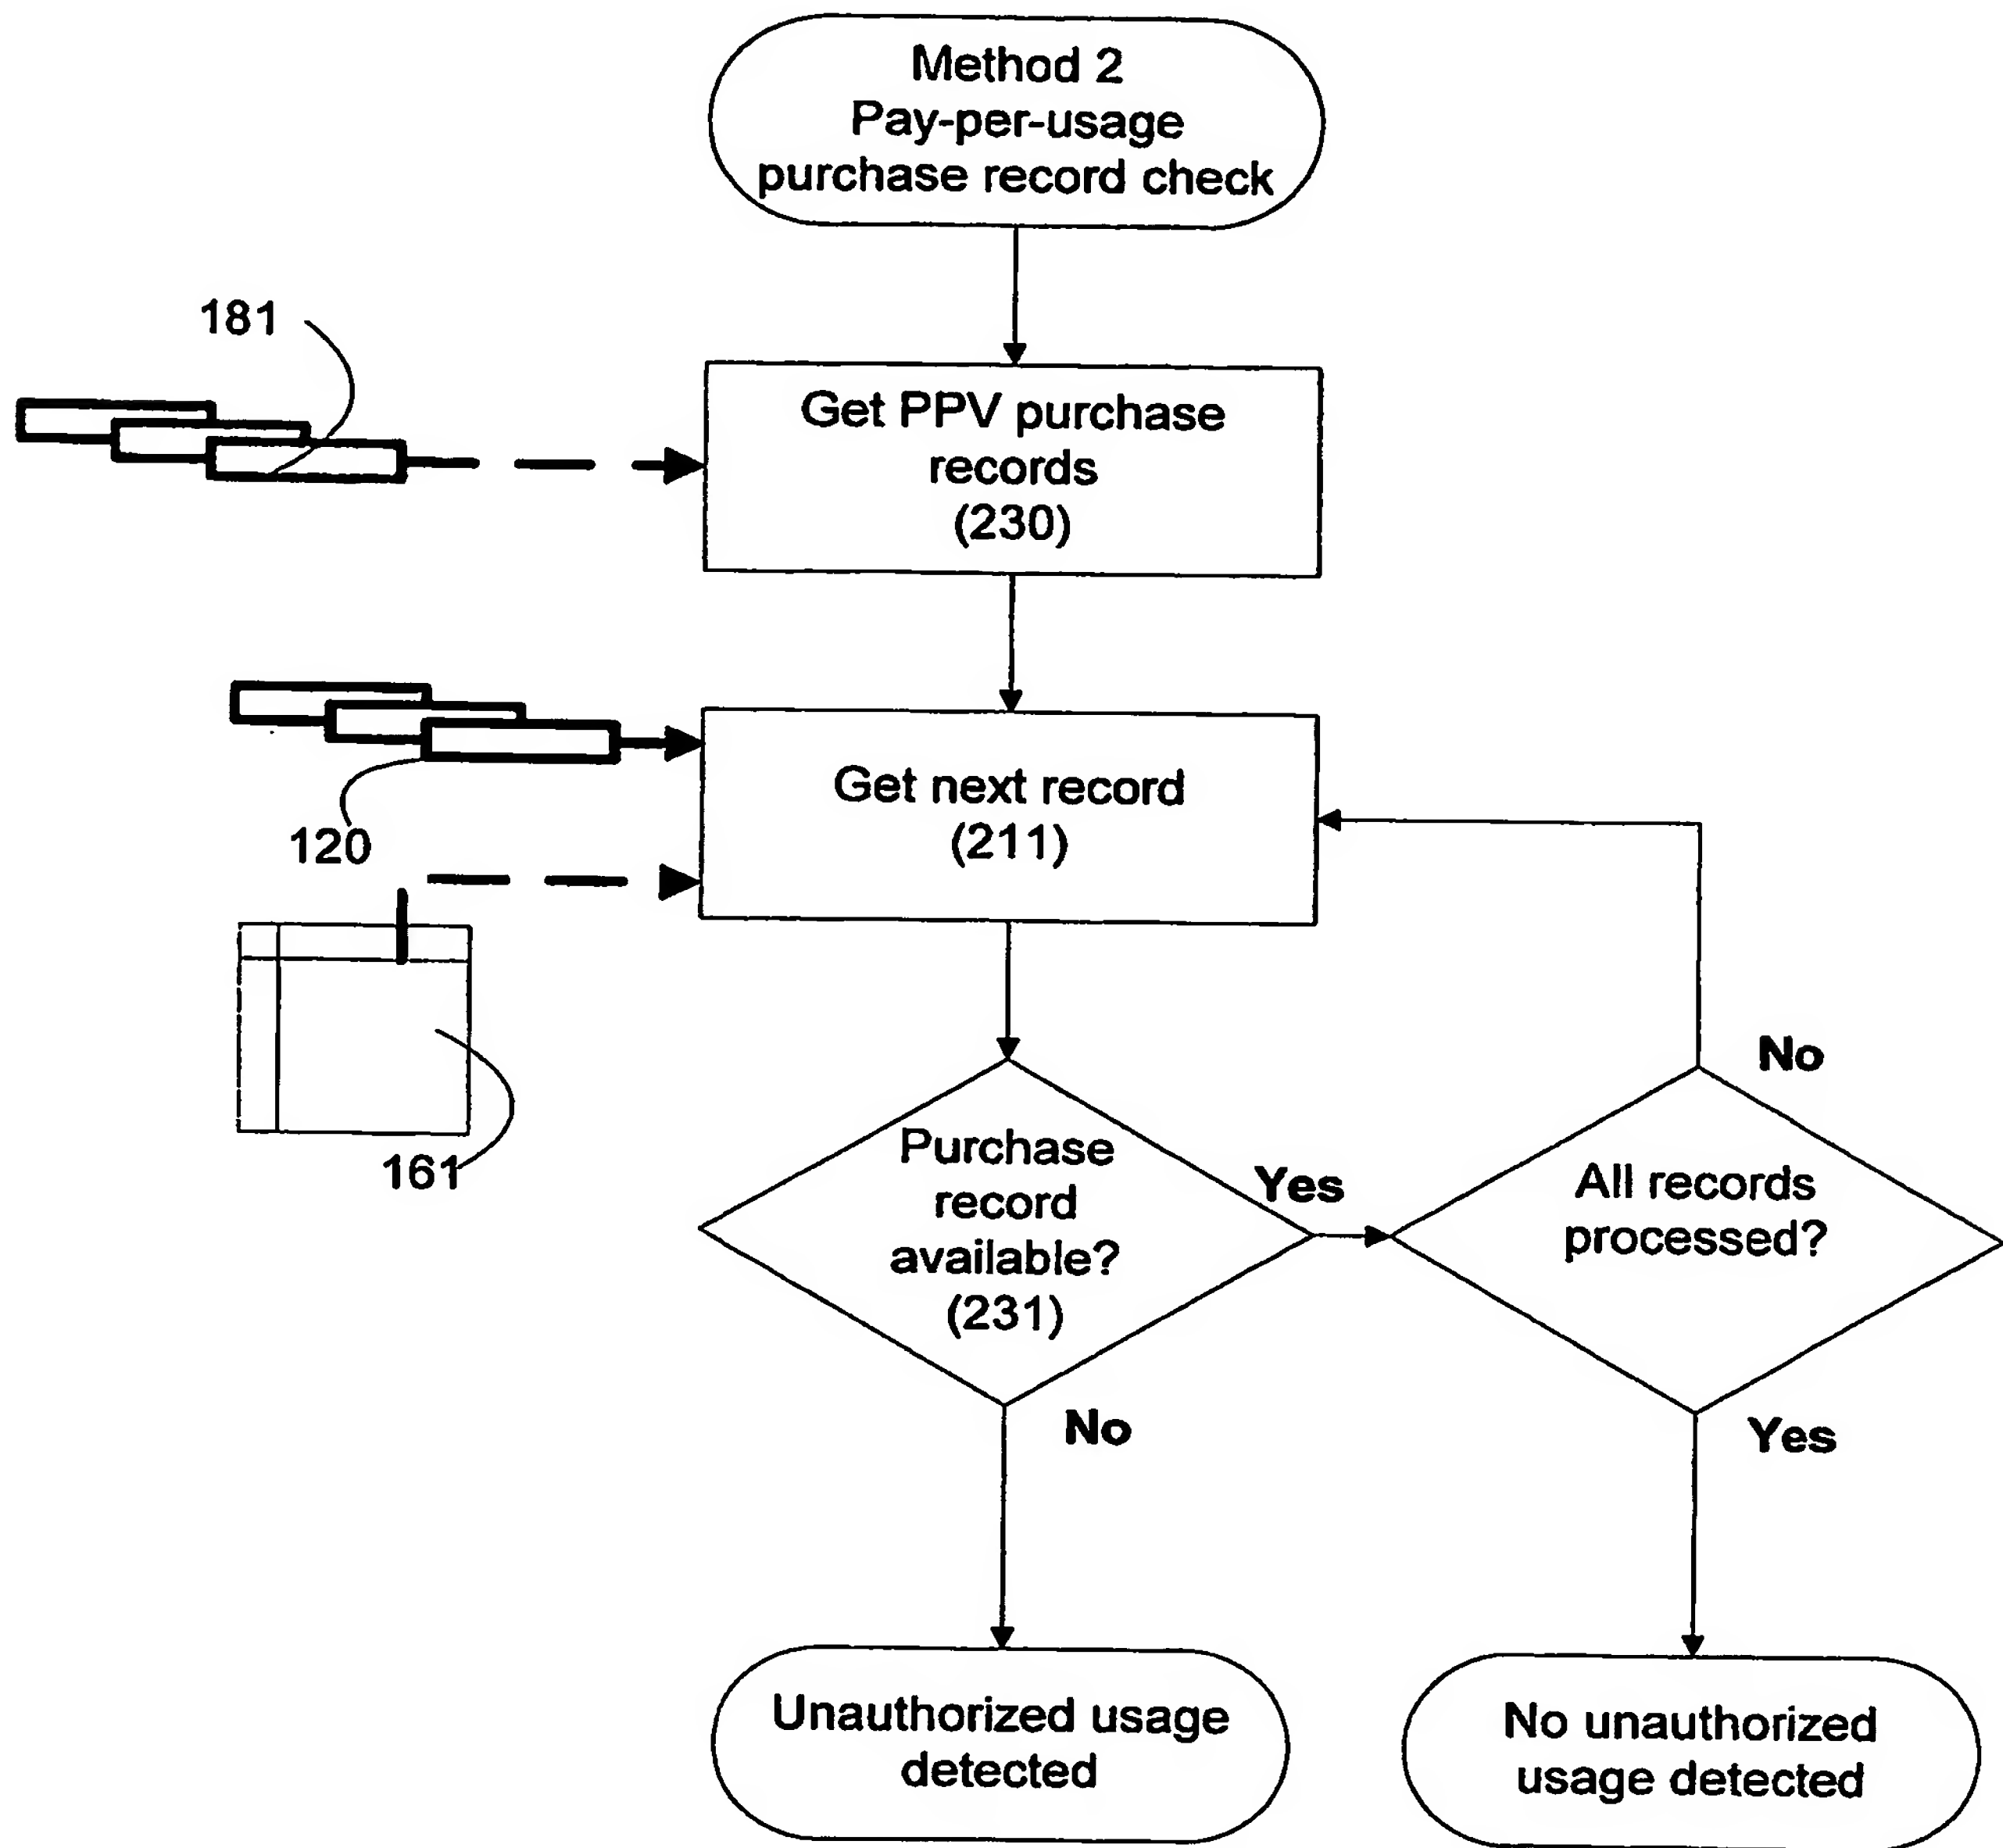 Method 2
Pay-per-usage
purchase record check
181
Get PPV purchase
records
(230)
Get next record
(211)
120
161
No
Purchase
record
available?
(231)
Yes
All records
processed?
No
Yes
Unauthorized usage
detected
No unauthorized
usage detected